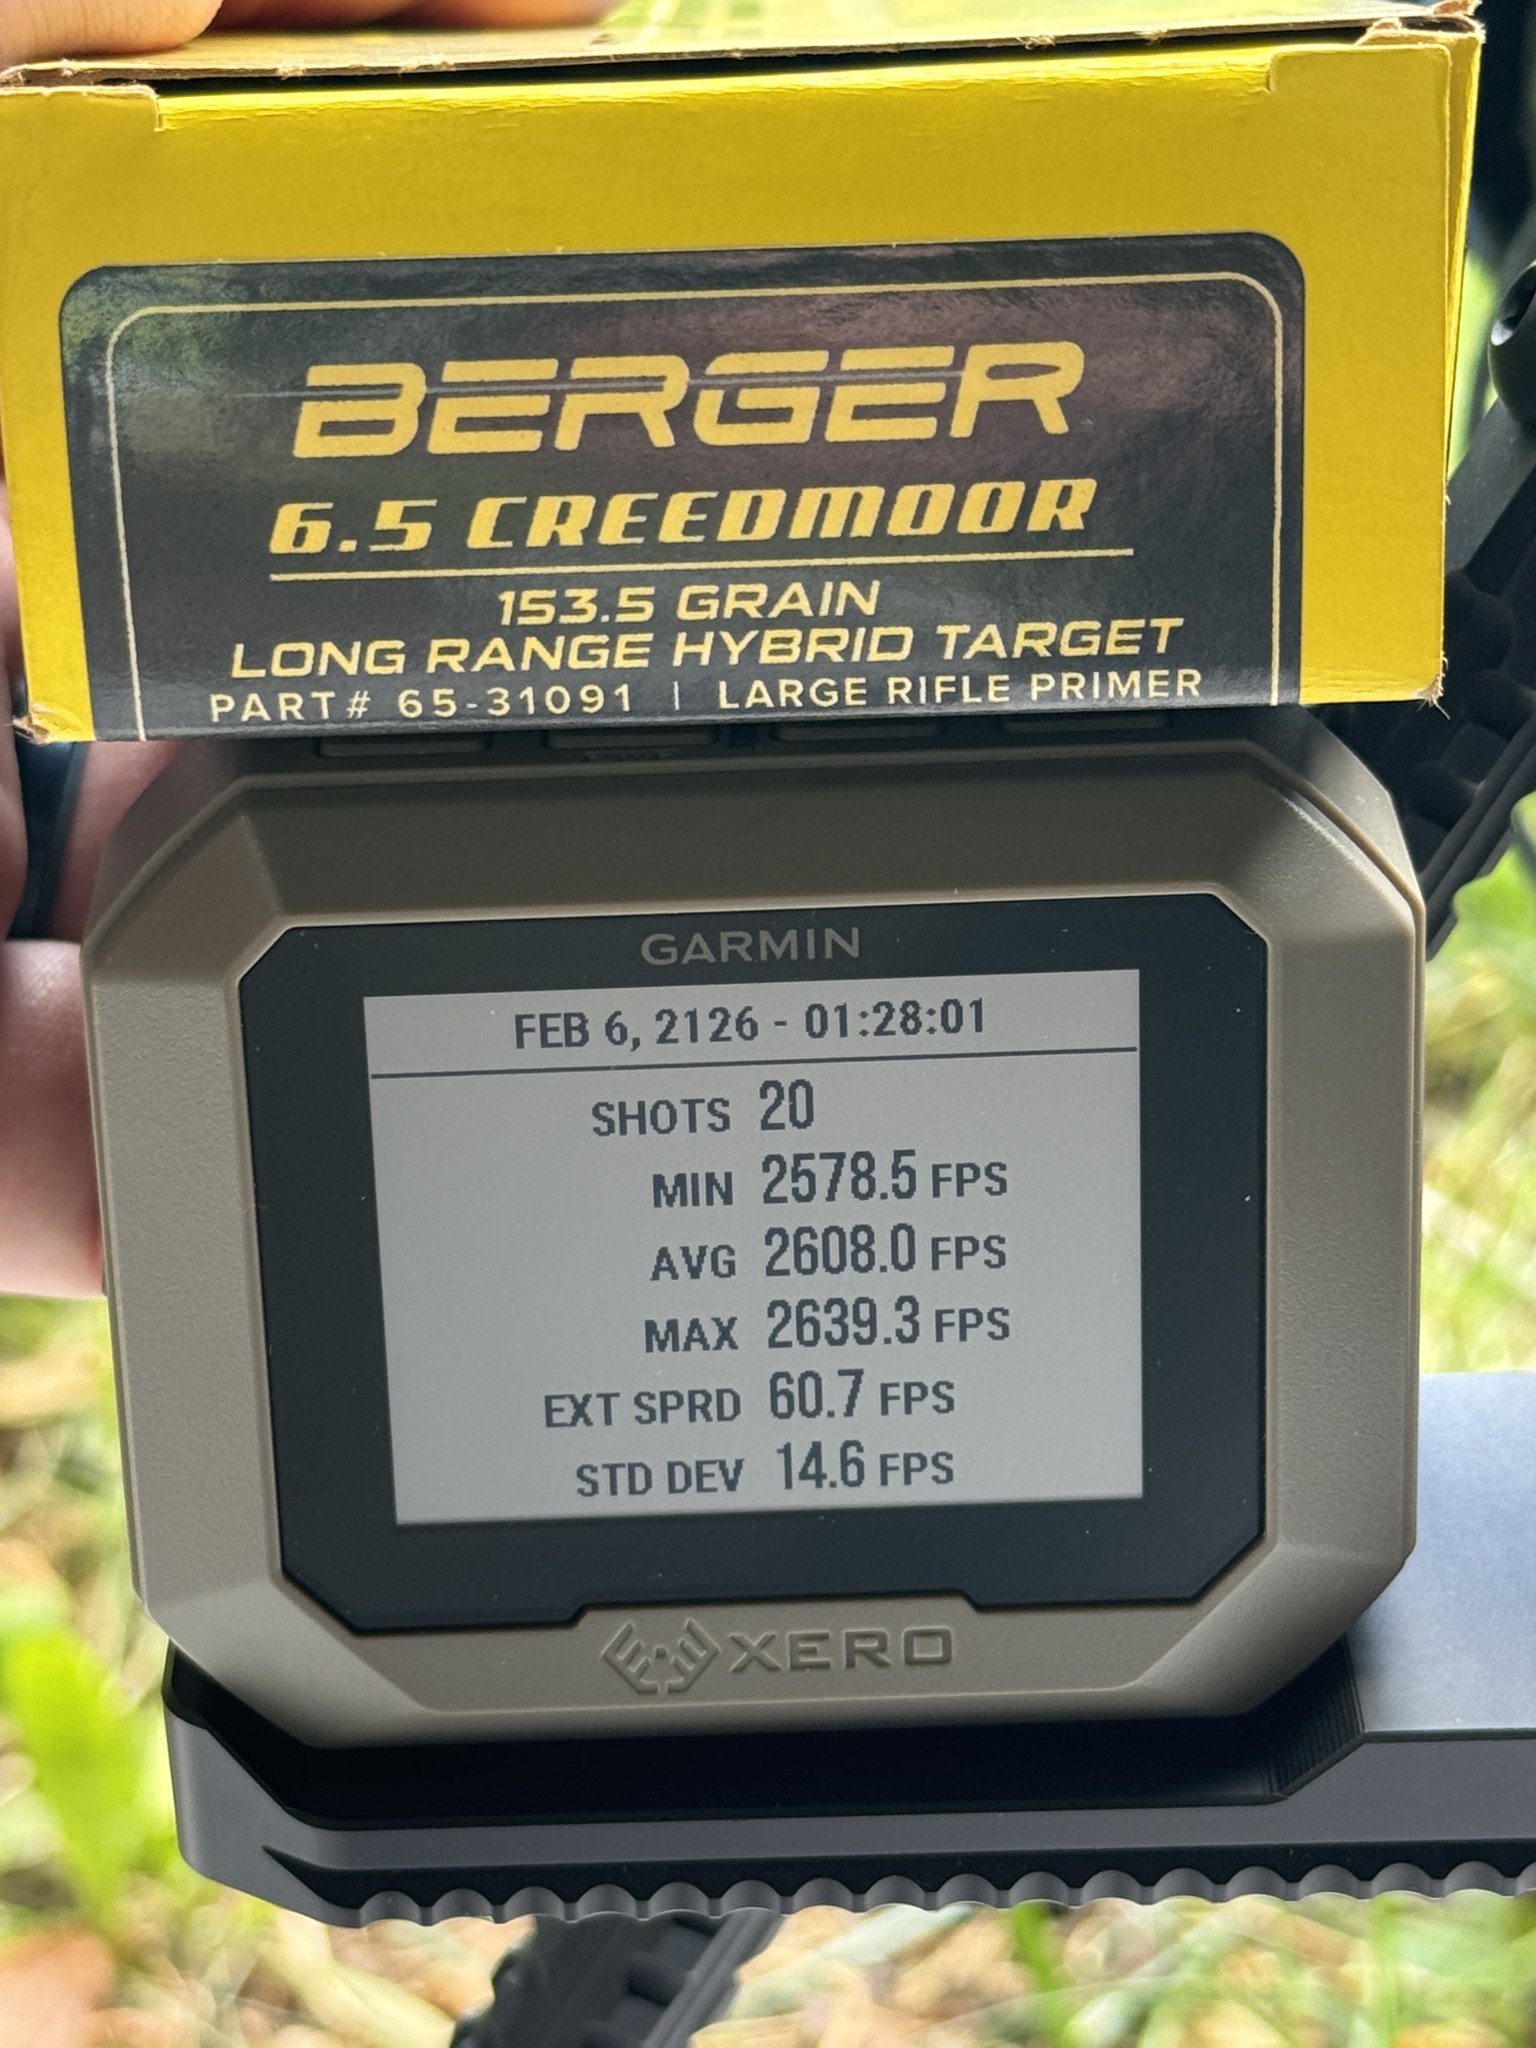 BERGER
6.5 CREEDMOOR
153.5 GRAIN
LONG RANGE HYBRID TARGET
PART# 65-31091 | LARGE RIFLE PRIMER
GARMIN
FEB 6, 2126 - 01:28:01
SHOTS 20
MIN 2578.5 FPS
AVG 2608.0 FPS
MAX 2639.3 FPS
EXT SPRD 60.7 FPS
STD DEV 14.6 FPS
XERO